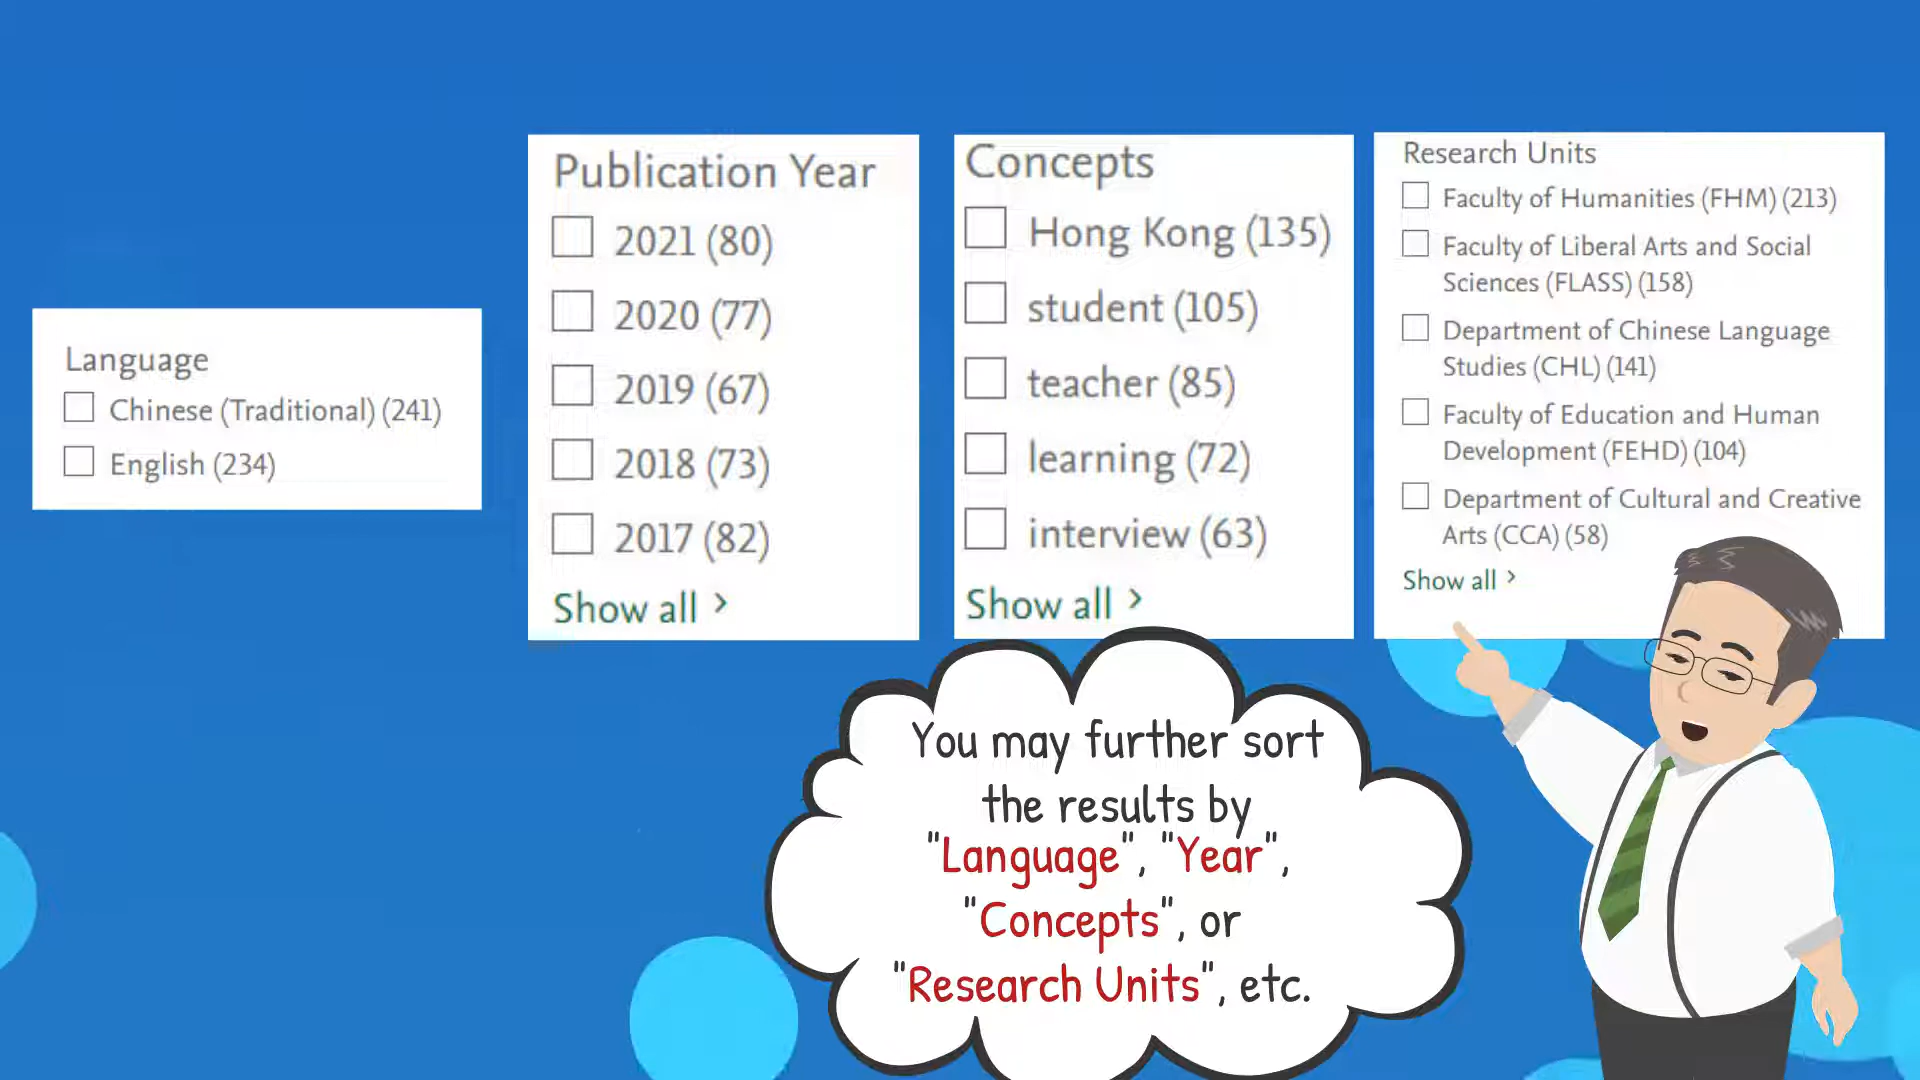 Language
Chinese (Traditional) (241)
English (234)
Publication Year
2021 (80)
2020 (77)
2019 (67)
2018 (73)
2017 (82)
Show all >
Concepts
Hong Kong (135)
student (105)
teacher (85)
learning (72)
interview (63)
Show all >
Research Units
Faculty of Humanities (FHM) (213)
Faculty of Liberal Arts and Social
Sciences (FLASS) (158)
Department of Chinese Language
Studies (CHL) (141)
Faculty of Education and Human
Development (FEHD) (104)
Department of Cultural and Creative
Arts (CCA) (58)
Show all >
You may further sort
the results by
"Language", "Year",
"Concepts", or
"Research Units", etc.